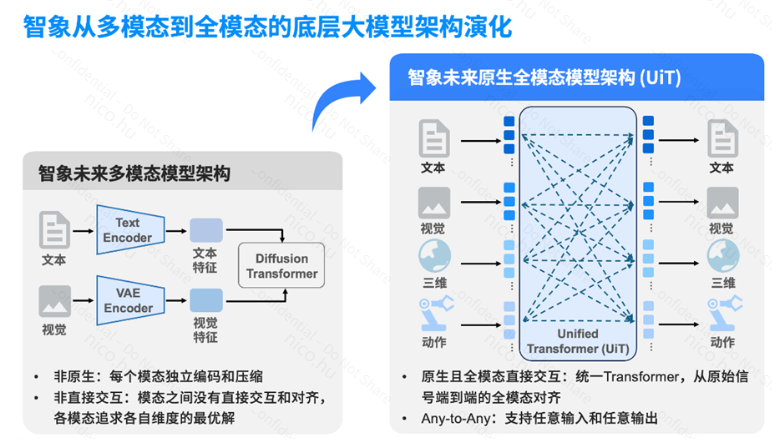 智象从多模态到全模态的底层大模型架构演化
智象未来多模态模型架构
文本
Text
Encoder
文本
特征
Diffusion
Transformer
视觉
VAE
Encoder
视觉
特征
• 非原生：每个模态独立编码和压缩
• 非直接交互：模态之间没有直接交互和对齐，
各模态追求各自维度的最优解
智象未来原生全模态模型架构 (UiT)
文本
视觉
三维
动作
Unified
Transformer (UiT)
文本
视觉
三维
动作
• 原生且全模态直接交互：统一Transformer，从原始信
号端到端的全模态对齐
• Any-to-Any：支持任意输入和任意输出
Confidential - Do Not Share
nico.hu